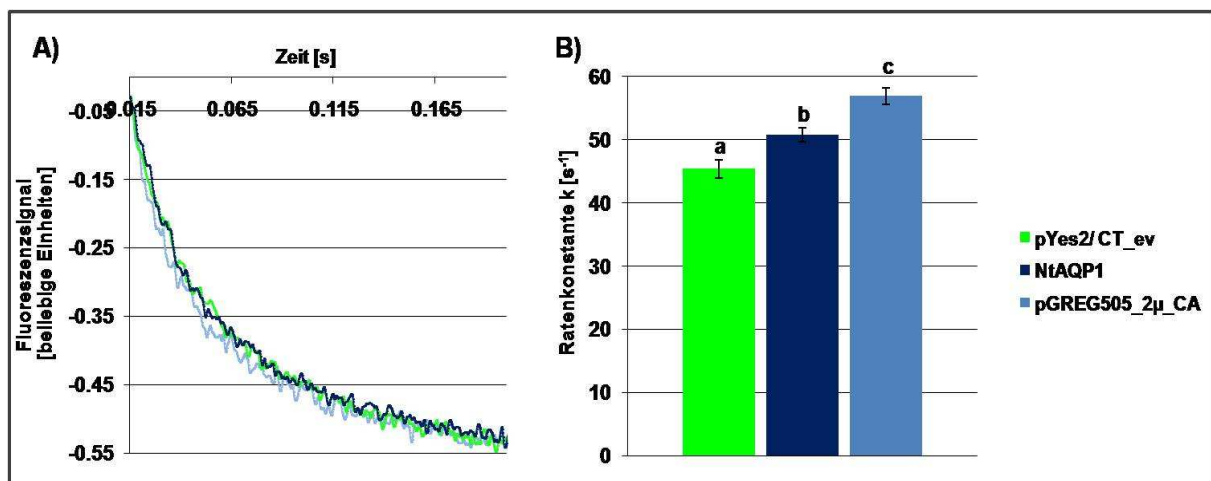 A)
Zeit [s]
0.015 0.065 0.115 0.165
-0.05
-0.15
-0.25
-0.35
-0.45
-0.55
Fluoreszenzsignal
[beliebige Einheiten]
B)
Ratenkonstante k [s⁻¹]
60
50
40
30
20
10
0
a
b
c
pYes2/ CT_ev
NtAQP1
pGREG505_2µ_CA